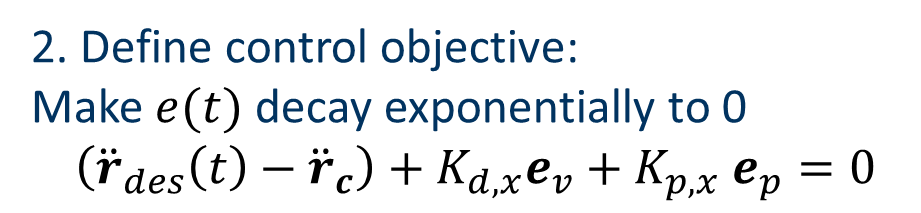 2. Define control objective:
Make e(t) decay exponentially to 0
(r̈_des(t) − r̈_c) + K_d,x e_v + K_p,x e_p = 0